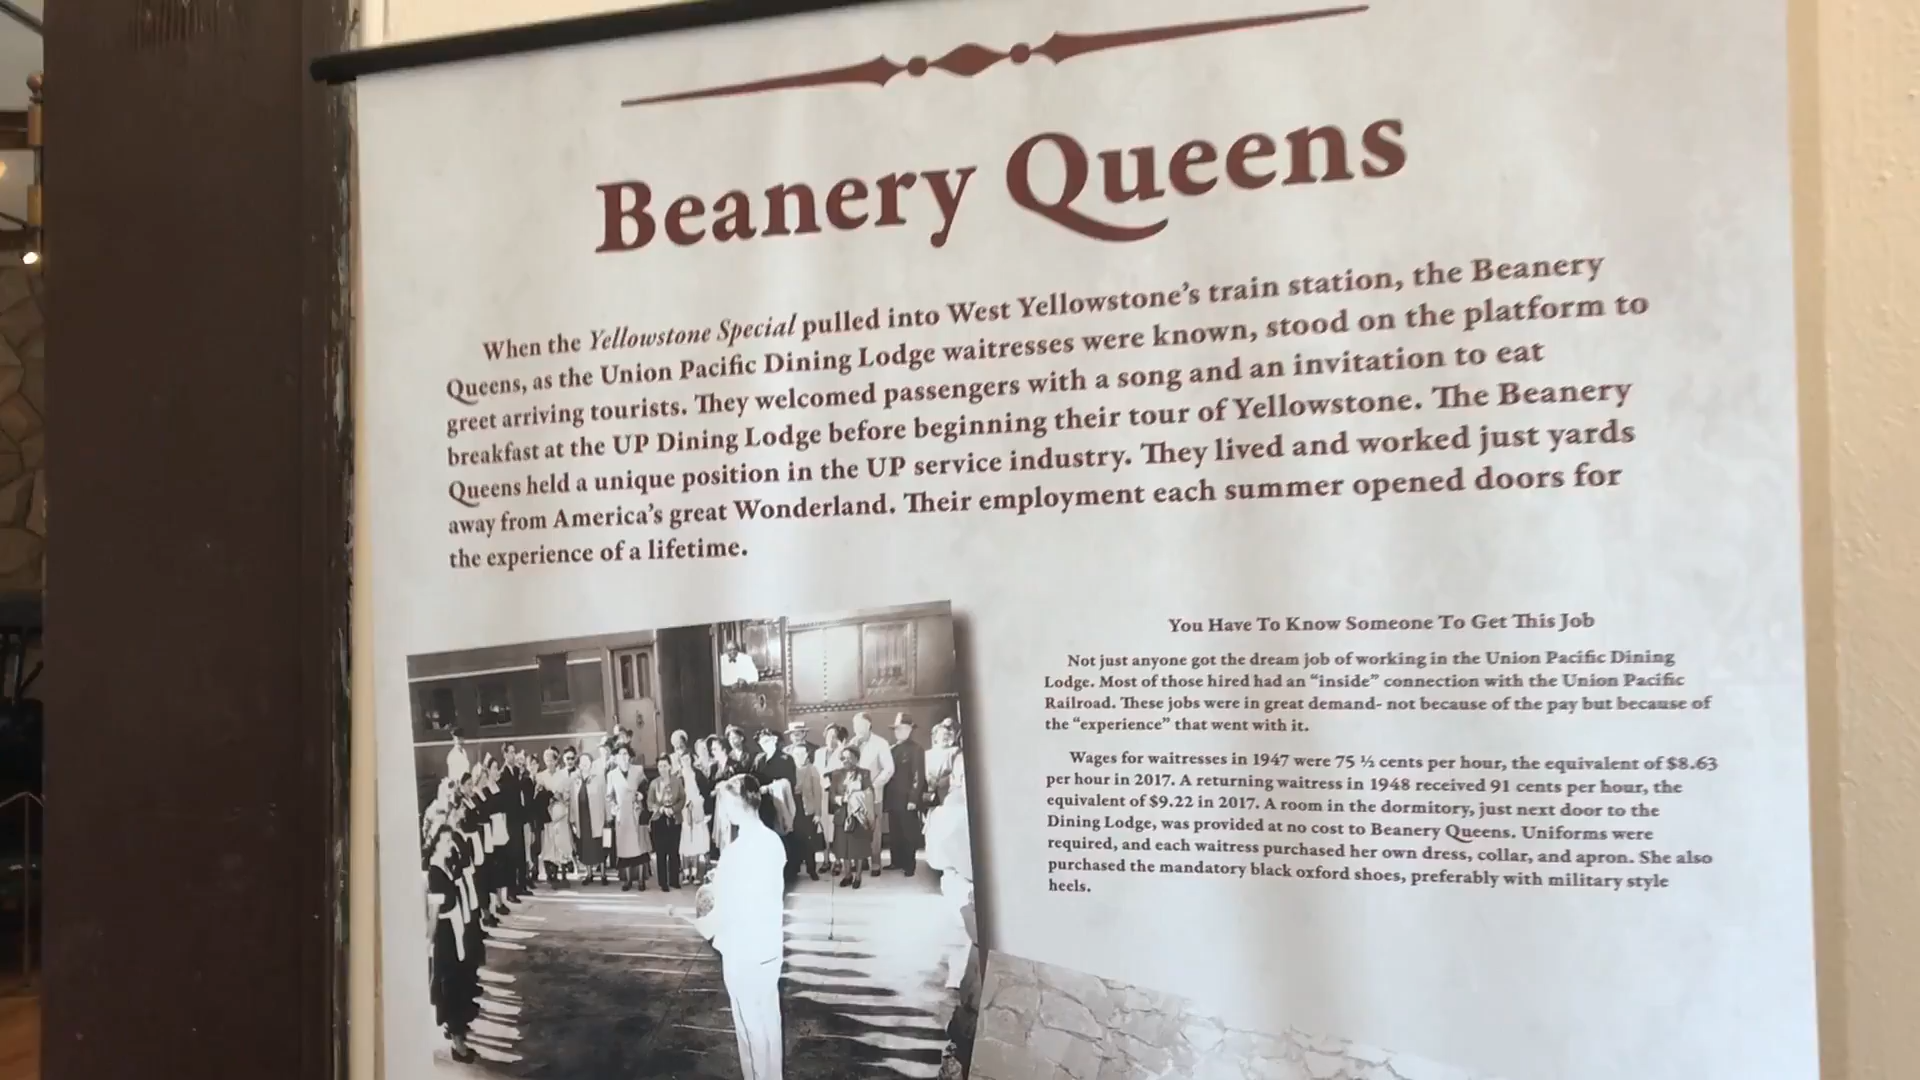 Beanery Queens
When the Yellowstone Special pulled into West Yellowstone's train station, the Beanery
Queens, as the Union Pacific Dining Lodge waitresses were known, stood on the platform to
greet arriving tourists. They welcomed passengers with a song and an invitation to eat
breakfast at the UP Dining Lodge before beginning their tour of Yellowstone. The Beanery
Queens held a unique position in the UP service industry. They lived and worked just yards
away from America's great Wonderland. Their employment each summer opened doors for
the experience of a lifetime.
You Have To Know Someone To Get This Job
Not just anyone got the dream job of working in the Union Pacific Dining
Lodge. Most of those hired had an "inside" connection with the Union Pacific
Railroad. These jobs were in great demand- not because of the pay but because of
the "experience" that went with it.
Wages for waitresses in 1947 were 75 ½ cents per hour, the equivalent of $8.63
per hour in 2017. A returning waitress in 1948 received 91 cents per hour, the
equivalent of $9.22 in 2017. A room in the dormitory, just next door to the
Dining Lodge, was provided at no cost to Beanery Queens. Uniforms were
required, and each waitress purchased her own dress, collar, and apron. She also
purchased the mandatory black oxford shoes, preferably with military style
heels.